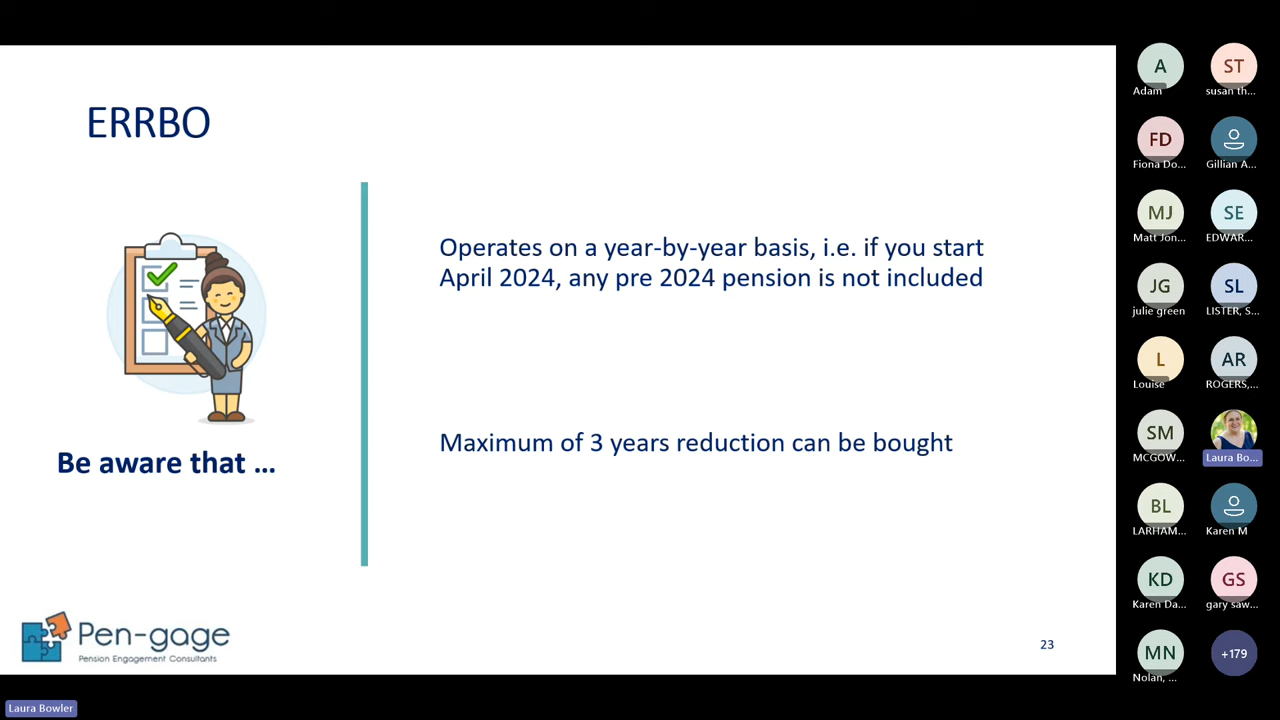 ERRBO
Operates on a year-by-year basis, i.e. if you start
April 2024, any pre 2024 pension is not included
Maximum of 3 years reduction can be bought
Be aware that ...
Pen-gage
Pension Engagement Consultants
23
A
Adam
ST
susan th...
FD
Fiona Do...
Gillian A...
MJ
Matt Jon...
SE
EDWAR...
JG
julie green
SL
LISTER, S...
L
Louise
AR
ROGERS,...
SM
MCGOW...
Laura Bo...
BL
LARHAM...
Karen M
KD
Karen Da...
GS
gary saw...
MN
Nolan, ...
+179
Laura Bowler